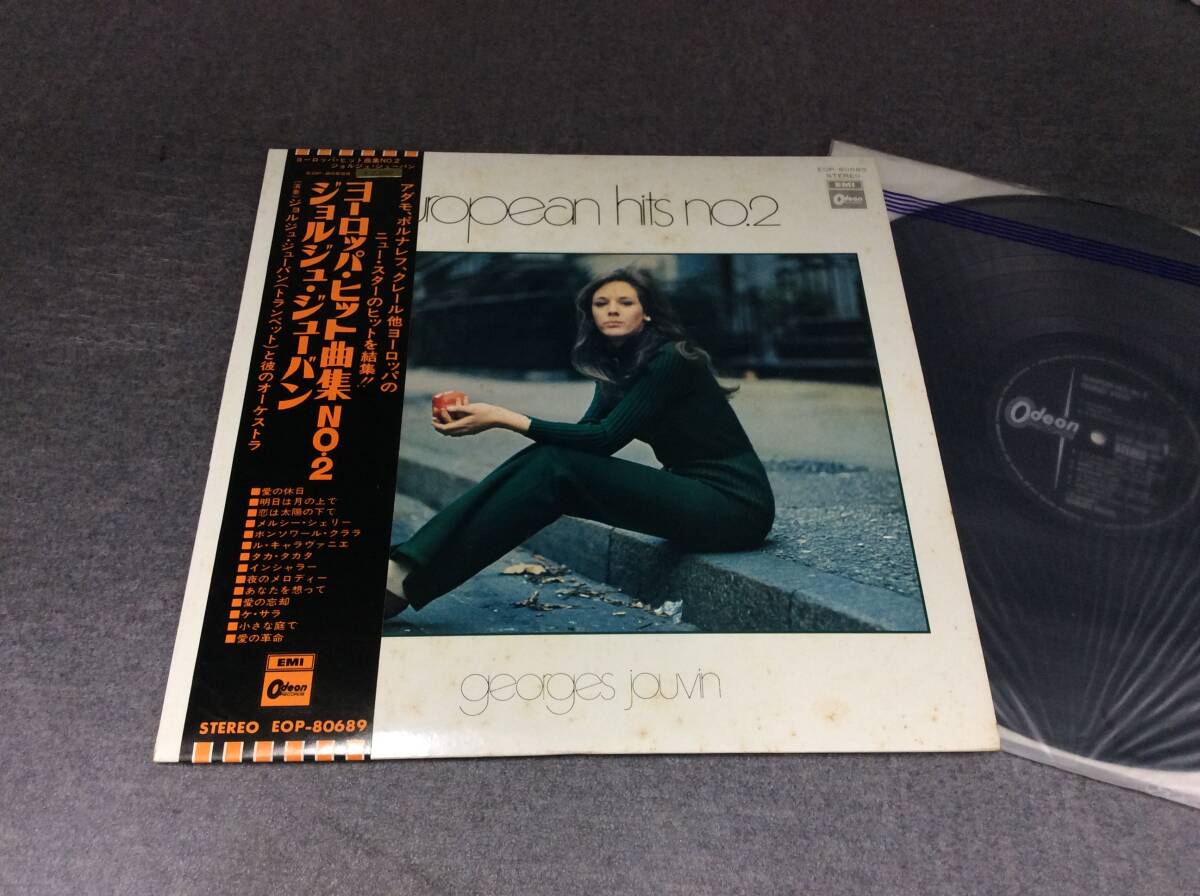 ヨーロッパ・ヒット曲集NO.2
ジョルジュ・ジューバン
EOP-80689
アダモ、ポルナレフ、クレール他ヨーロッパの
ニュー・スターのヒットを結集!!
ヨーロッパ・ヒット曲集 NO.2
ジョルジュ・ジューバン
(演奏)ジョルジュ・ジューバン(トランペット)と彼のオーケストラ
■愛の休日
■明日は月の上で
■恋は太陽の下で
■メルシー・シェリー
■ボンソワール・クララ
■ル・キャラヴァニエ
■タカ・タカタ
■インシャラー
■夜のメロディー
■あなたを想って
■愛の忘却
■ケ・サラ
■小さな庭で
■愛の革命
EMI
Odeon
RECORDS
STEREO EOP-80689
uropean hits no.2
EOP-80689
STEREO
EMI
Odeon
georges jouvin
Odeon